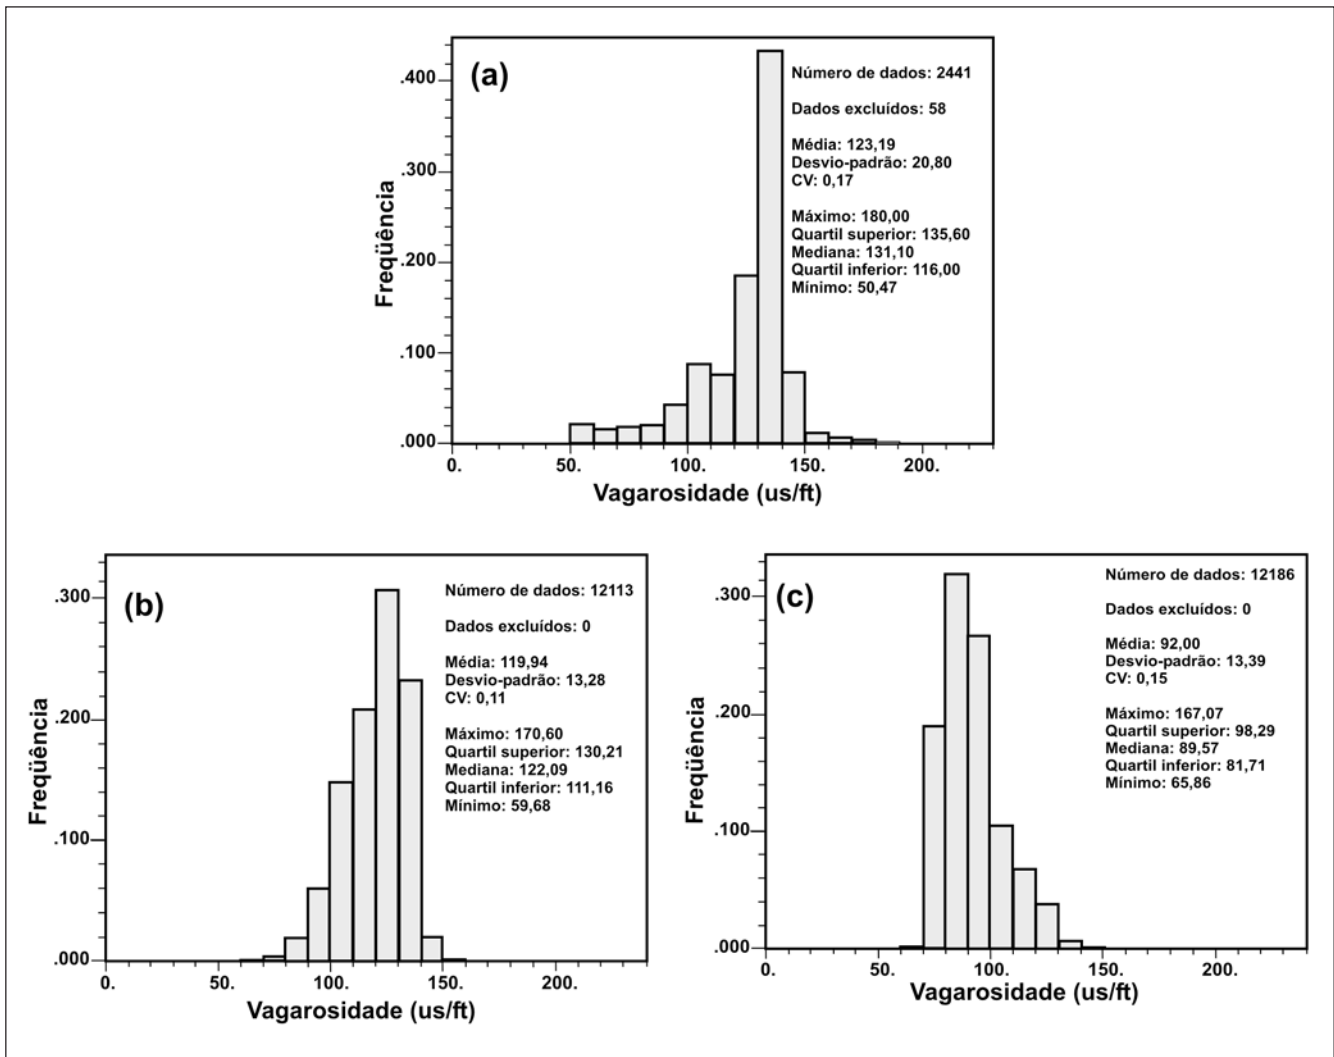 (a)
Número de dados: 2441
Dados excluídos: 58
Média: 123,19
Desvio-padrão: 20,80
CV: 0,17
Máximo: 180,00
Quartil superior: 135,60
Mediana: 131,10
Quartil inferior: 116,00
Mínimo: 50,47
Freqüência
.400
.300
.200
.100
.000
0. 50. 100. 150. 200.
Vagarosidade (us/ft)
(b)
Número de dados: 12113
Dados excluídos: 0
Média: 119,94
Desvio-padrão: 13,28
CV: 0,11
Máximo: 170,60
Quartil superior: 130,21
Mediana: 122,09
Quartil inferior: 111,16
Mínimo: 59,68
Freqüência
.300
.200
.100
.000
0. 50. 100. 150. 200.
Vagarosidade (us/ft)
(c)
Número de dados: 12186
Dados excluídos: 0
Média: 92,00
Desvio-padrão: 13,39
CV: 0,15
Máximo: 167,07
Quartil superior: 98,29
Mediana: 89,57
Quartil inferior: 81,71
Mínimo: 65,86
Freqüência
.300
.200
.100
.000
0. 50. 100. 150. 200.
Vagarosidade (us/ft)